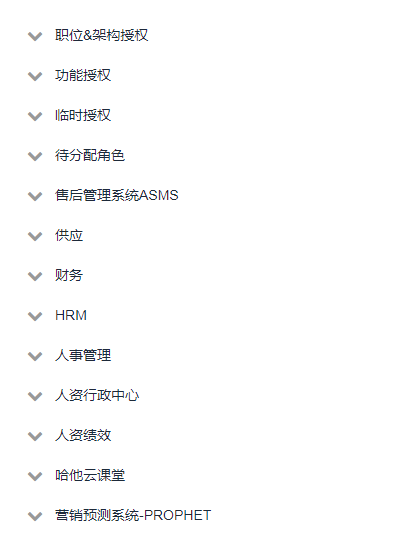 职位&架构授权
功能授权
临时授权
待分配角色
售后管理系统ASMS
供应
财务
HRM
人事管理
人资行政中心
人资绩效
哈他云课堂
营销预测系统-PROPHET